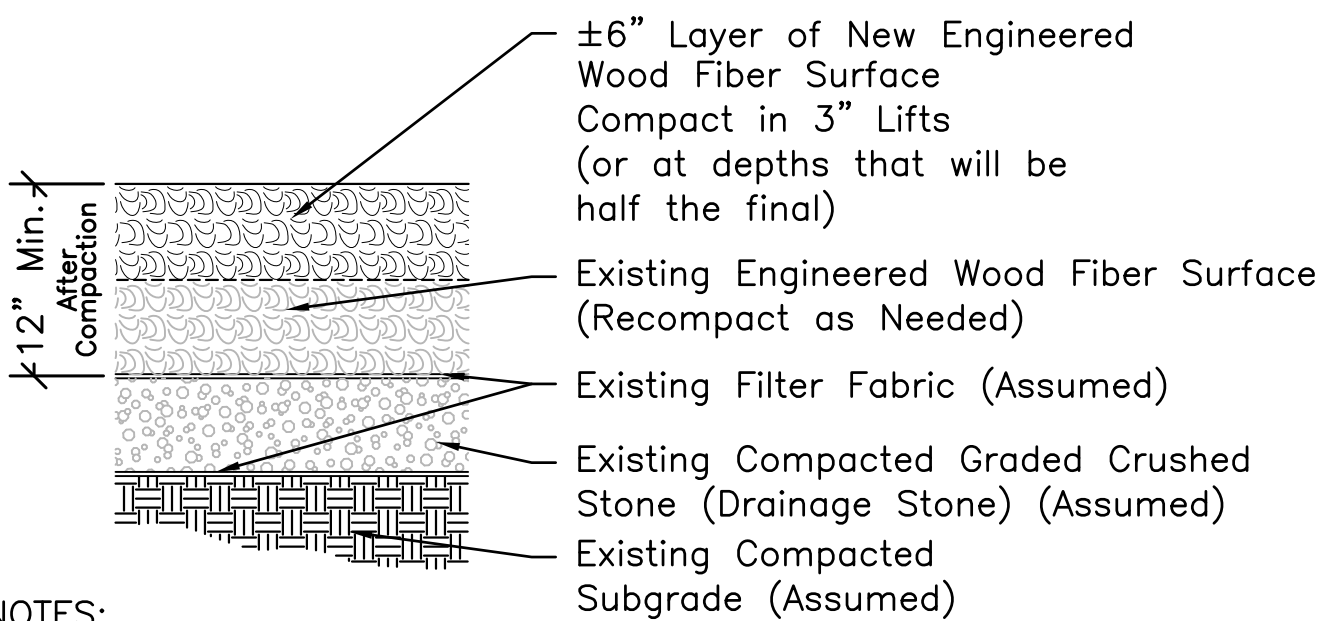 ±6” Layer of New Engineered
Wood Fiber Surface
Compact in 3” Lifts
(or at depths that will be
half the final)
12” Min.
After
Compaction
Existing Engineered Wood Fiber Surface
(Recompact as Needed)
Existing Filter Fabric (Assumed)
Existing Compacted Graded Crushed
Stone (Drainage Stone) (Assumed)
Existing Compacted
Subgrade (Assumed)
NOTES: